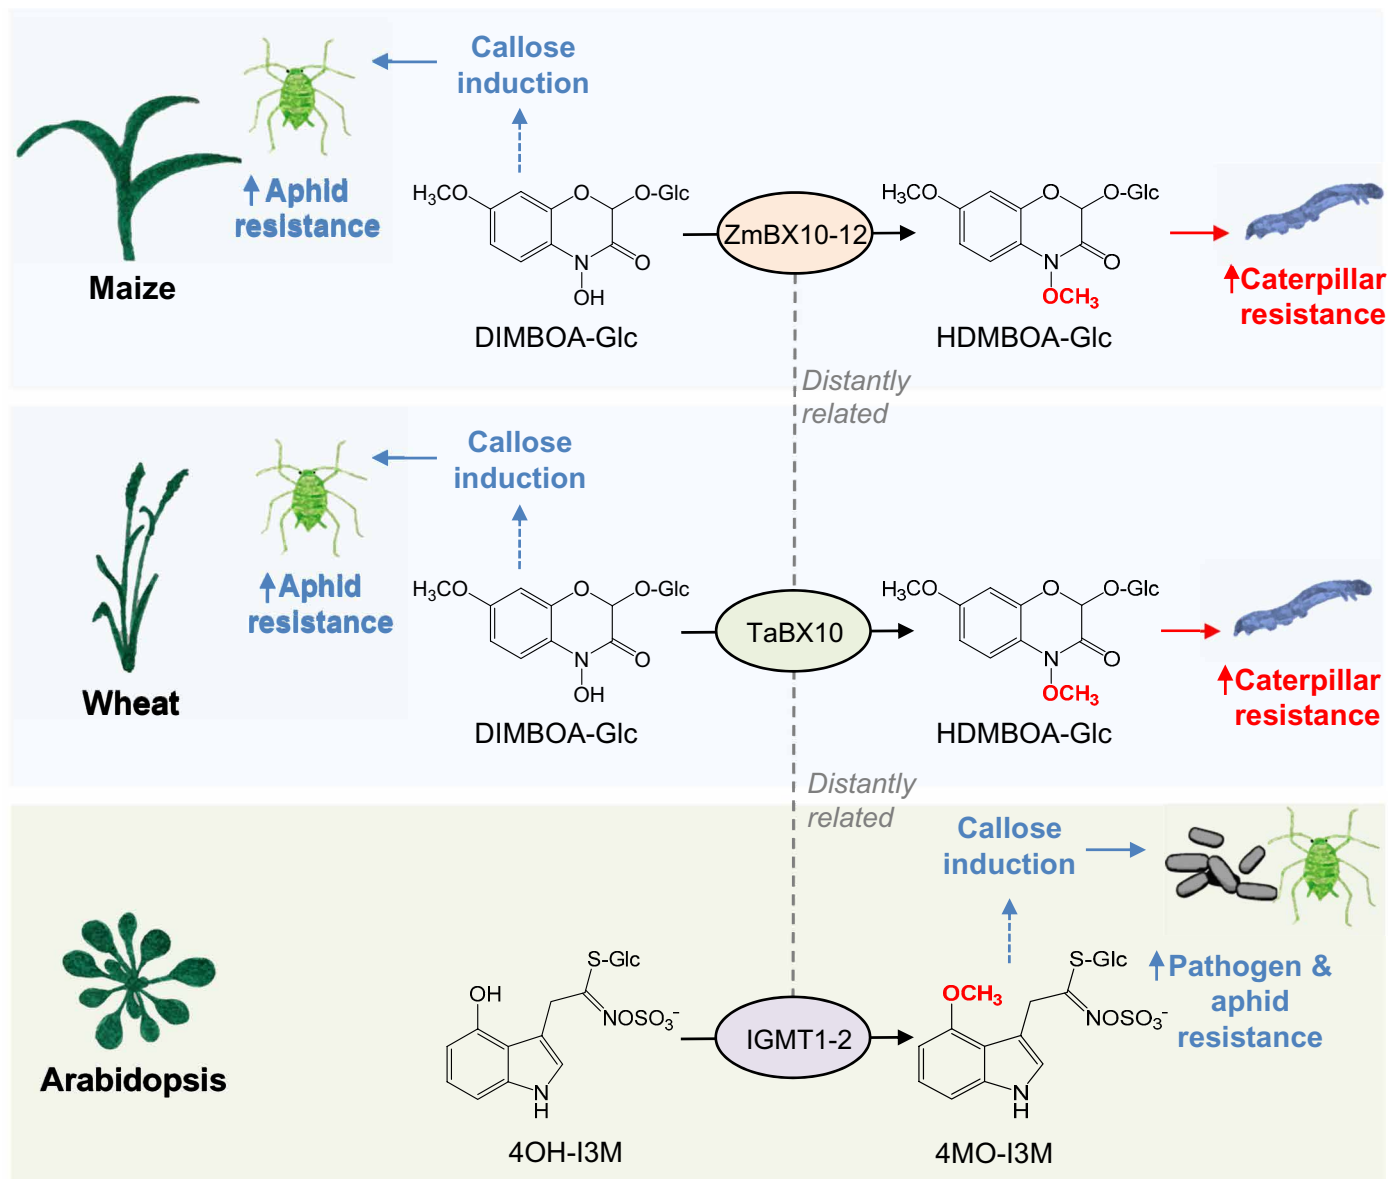 Callose
induction
Aphid
resistance
Maize
H3CO
O
O-Glc
N
O
OH
DIMBOA-Glc
ZmBX10-12
H3CO
O
O-Glc
N
O
OCH3
HDMBOA-Glc
Caterpillar
resistance
Distantly
related
Callose
induction
Aphid
resistance
Wheat
H3CO
O
O-Glc
N
O
OH
DIMBOA-Glc
TaBX10
H3CO
O
O-Glc
N
O
OCH3
HDMBOA-Glc
Caterpillar
resistance
Distantly
related
Callose
induction
Pathogen &
aphid
resistance
Arabidopsis
S-Glc
OH
NOSO3−
N
H
4OH-I3M
IGMT1-2
S-Glc
OCH3
NOSO3−
N
H
4MO-I3M